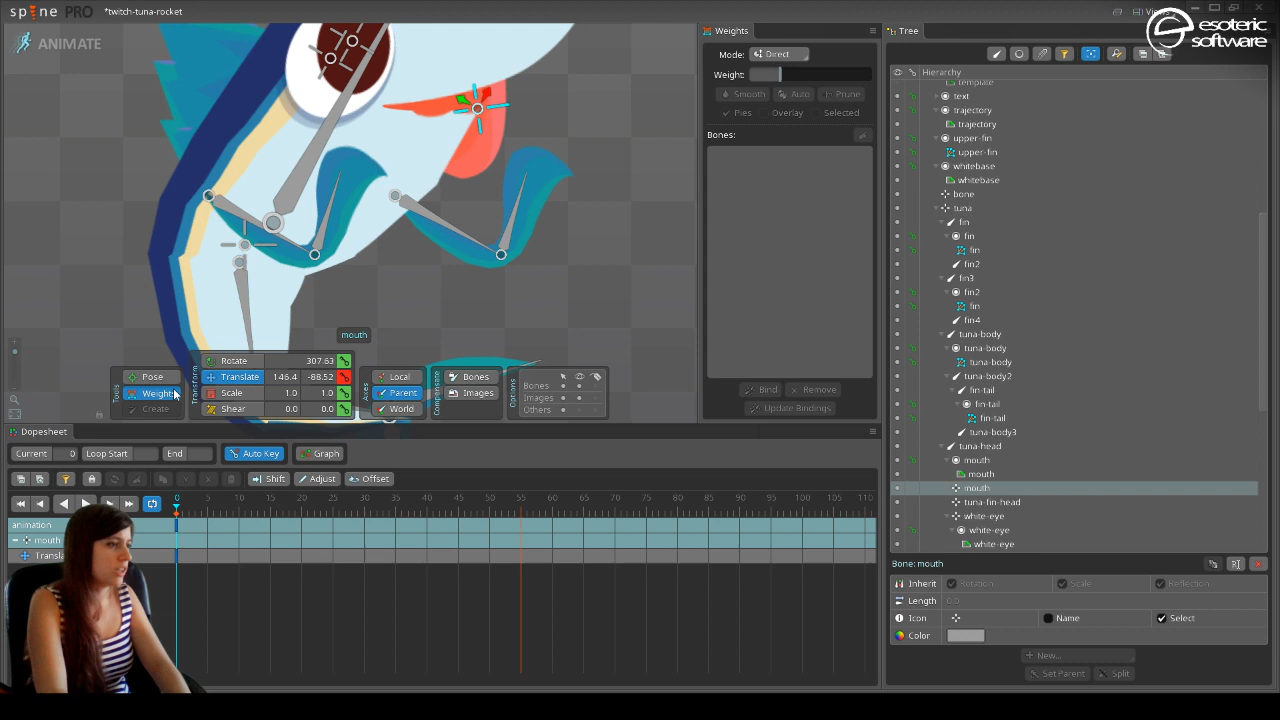 spine PRO *twitch-tuna-rocket
Views
esoteric software
ANIMATE
mouth
Tools
Pose
Weights
Create
Transform
Rotate 307.63
Translate 146.4 -88.52
Scale 1.0 1.0
Shear 0.0 0.0
Axes
Local
Parent
World
Compensate
Bones
Images
Options
Bones
Images
Others
Weights
Mode: Direct
Weight:
Smooth Auto Prune
Pies Overlay Selected
Bones:
Bind Remove
Update Bindings
Tree
Hierarchy
template
text
trajectory
trajectory
upper-fin
upper-fin
whitebase
whitebase
bone
tuna
fin
fin
fin
fin2
fin3
fin2
fin
fin4
tuna-body
tuna-body
tuna-body
tuna-body2
fin-tail
fin-tail
fin-tail
tuna-body3
tuna-head
mouth
mouth
mouth
tuna-fin-head
white-eye
white-eye
white-eye
Bone: mouth
Inherit Rotation Scale Reflection
Length 0.0
Icon Name Select
Color
New...
Set Parent Split
Dopesheet
Current 0 Loop Start End Auto Key Graph
Shift Adjust Offset
0 5 10 15 20 25 30 35 40 45 50 55 60 65 70 75 80 85 90 95 100 105 110
animation
mouth
Transla